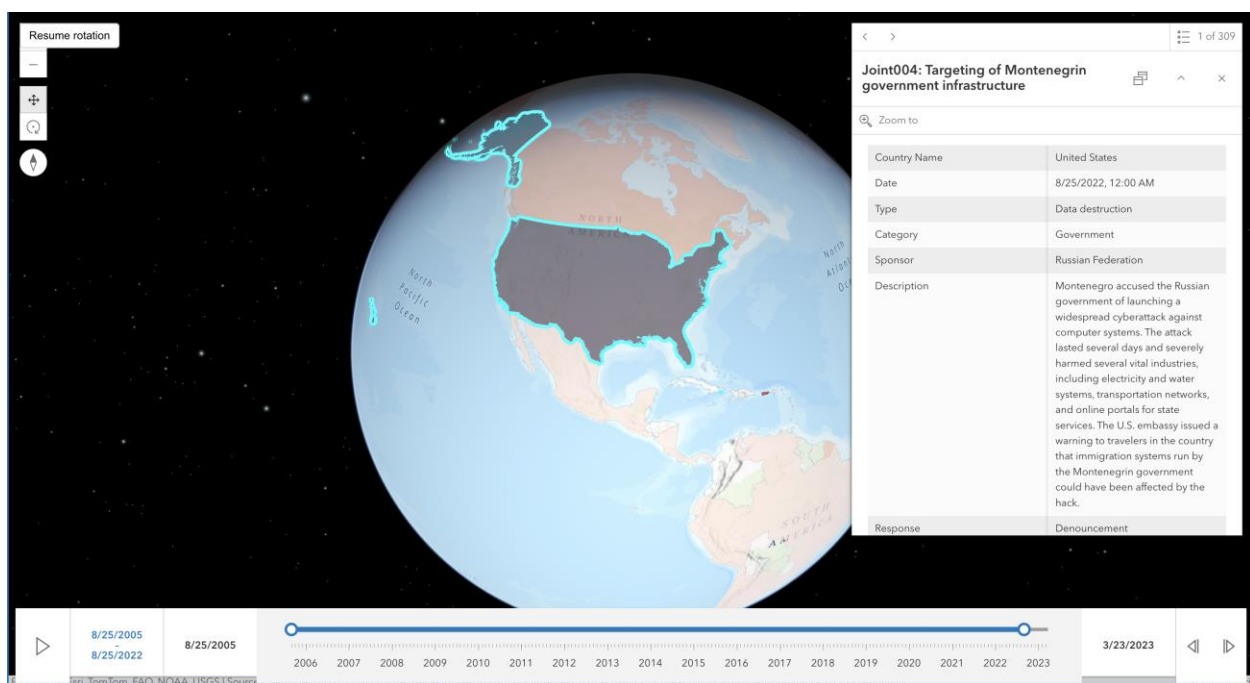 Resume rotation
1 of 309
Joint004: Targeting of Montenegrin
government infrastructure
Zoom to
Country Name United States
Date 8/25/2022, 12:00 AM
Type Data destruction
Category Government
Sponsor Russian Federation
Description Montenegro accused the Russian
government of launching a
widespread cyberattack against
computer systems. The attack
lasted several days and severely
harmed several vital industries,
including electricity and water
systems, transportation networks,
and online portals for state
services. The U.S. embassy issued a
warning to travelers in the country
that immigration systems run by
the Montenegrin government
could have been affected by the
hack.
Response Denouncement
NORTH
AMERICA
North
Pacific
Ocean
North
SOUTH
AMERICA
8/25/2005
-
8/25/2022
8/25/2005
2006 2007 2008 2009 2010 2011 2012 2013 2014 2015 2016 2017 2018 2019 2020 2021 2022 2023
3/23/2023
Esri, TomTom, FAO, NOAA, USGS | Source